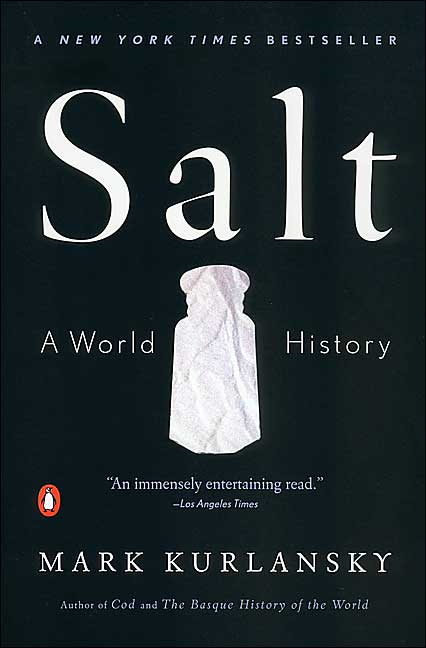 A NEW YORK TIMES BESTSELLER
Salt
A World History
“An immensely entertaining read.”
—Los Angeles Times
MARK KURLANSKY
Author of Cod and The Basque History of the World